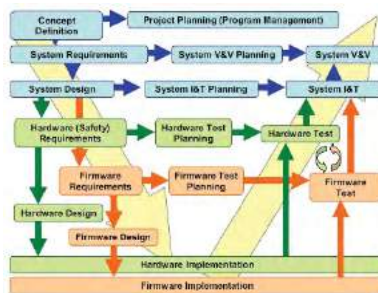 Concept
Definition
Project Planning (Program Management)
System Requirements
System V&V Planning
System V&V
System Design
System I&T Planning
System I&T
Hardware (Safety)
Requirements
Hardware Test
Planning
Hardware Test
Firmware
Requirements
Firmware Test
Planning
Firmware
Test
Hardware Design
Firmware Design
Hardware Implementation
Firmware Implementation